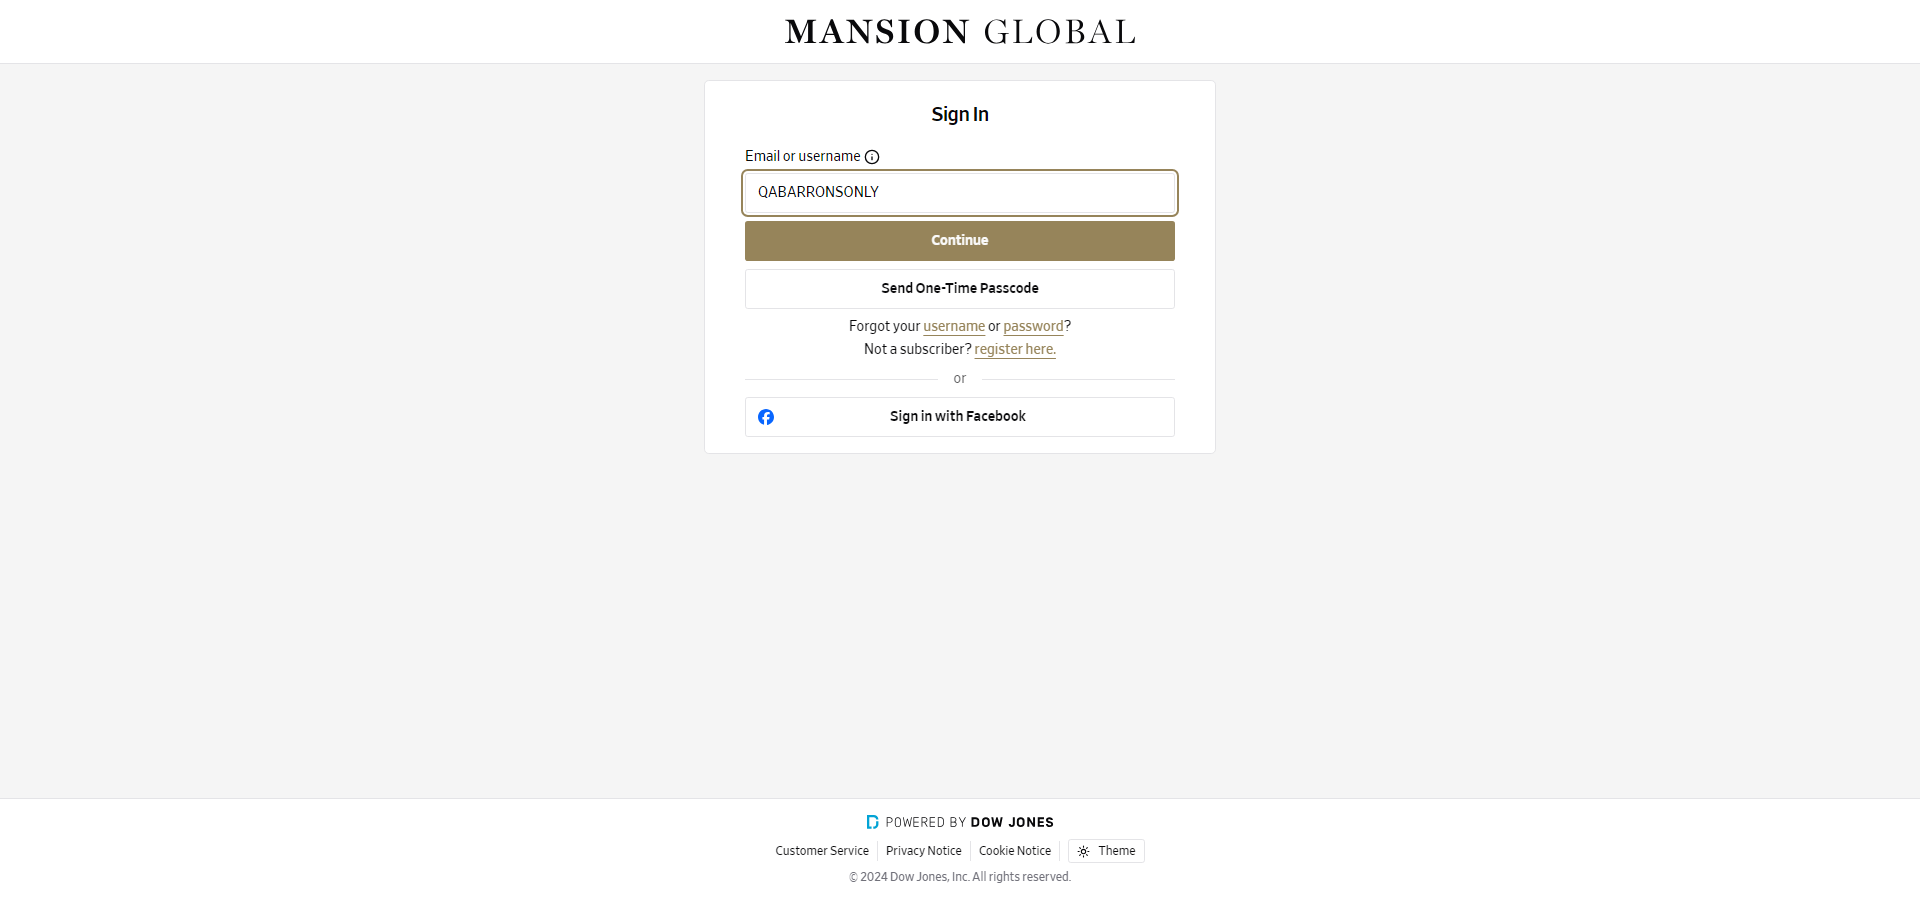 MANSION GLOBAL
Sign In
Email or username
QABARRONSONLY
Continue
Send One-Time Passcode
Forgot your username or password?
Not a subscriber? register here.
or
Sign in with Facebook
POWERED BY DOW JONES
Customer Service Privacy Notice Cookie Notice Theme
© 2024 Dow Jones, Inc. All rights reserved.